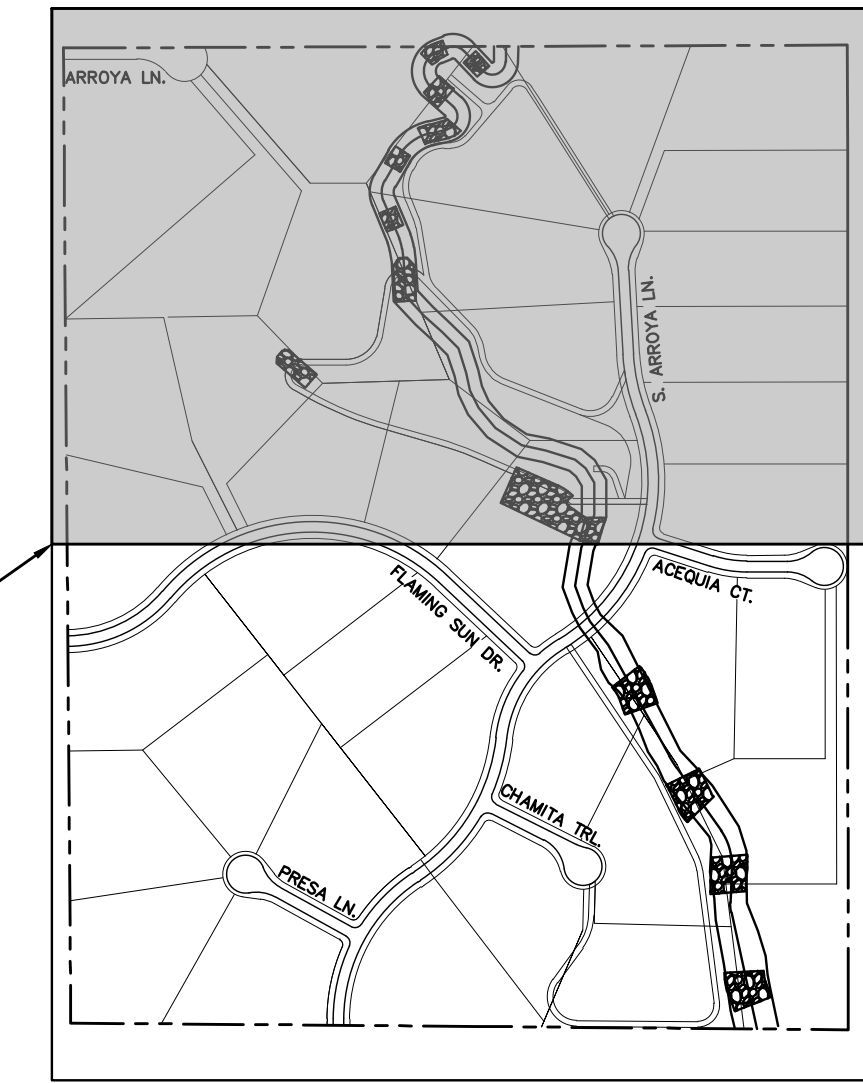 ARROYA LN.
S. ARROYA LN.
FLAMING SUN DR.
ACEQUIA CT.
CHAMITA TRL.
PRESA LN.